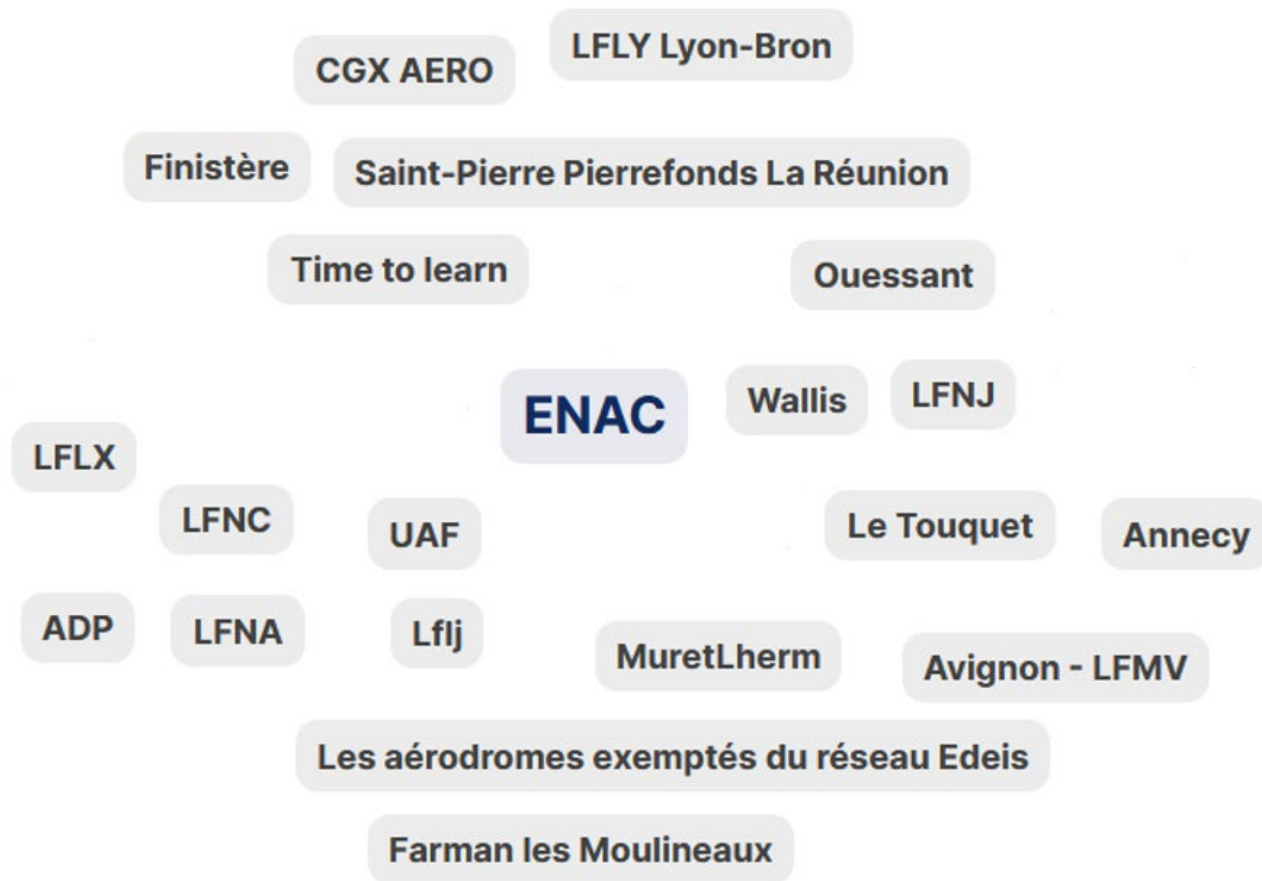 LFLY Lyon-Bron
CGX AERO
Finistère
Saint-Pierre Pierrefonds La Réunion
Time to learn
Ouessant
ENAC
Wallis
LFNJ
LFLX
LFNC
UAF
Le Touquet
Annecy
ADP
LFNA
Lflj
MuretLherm
Avignon - LFMV
Les aérodromes exemptés du réseau Edeis
Farman les Moulineaux